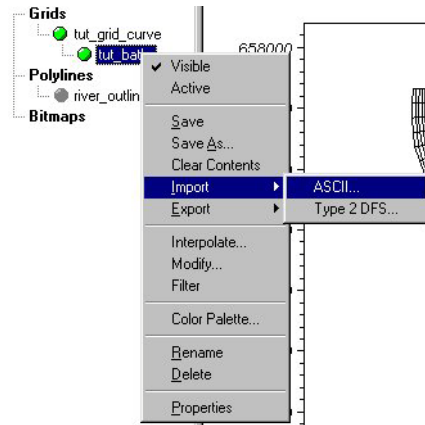 Grids
tut_grid_curve
tut_bat
Polylines
river_outlin
Bitmaps
658000
Visible
Active
Save
Save As...
Clear Contents
Import
Export
Interpolate...
Modify...
Filter
Color Palette...
Rename
Delete
Properties
ASCII...
Type 2 DFS...